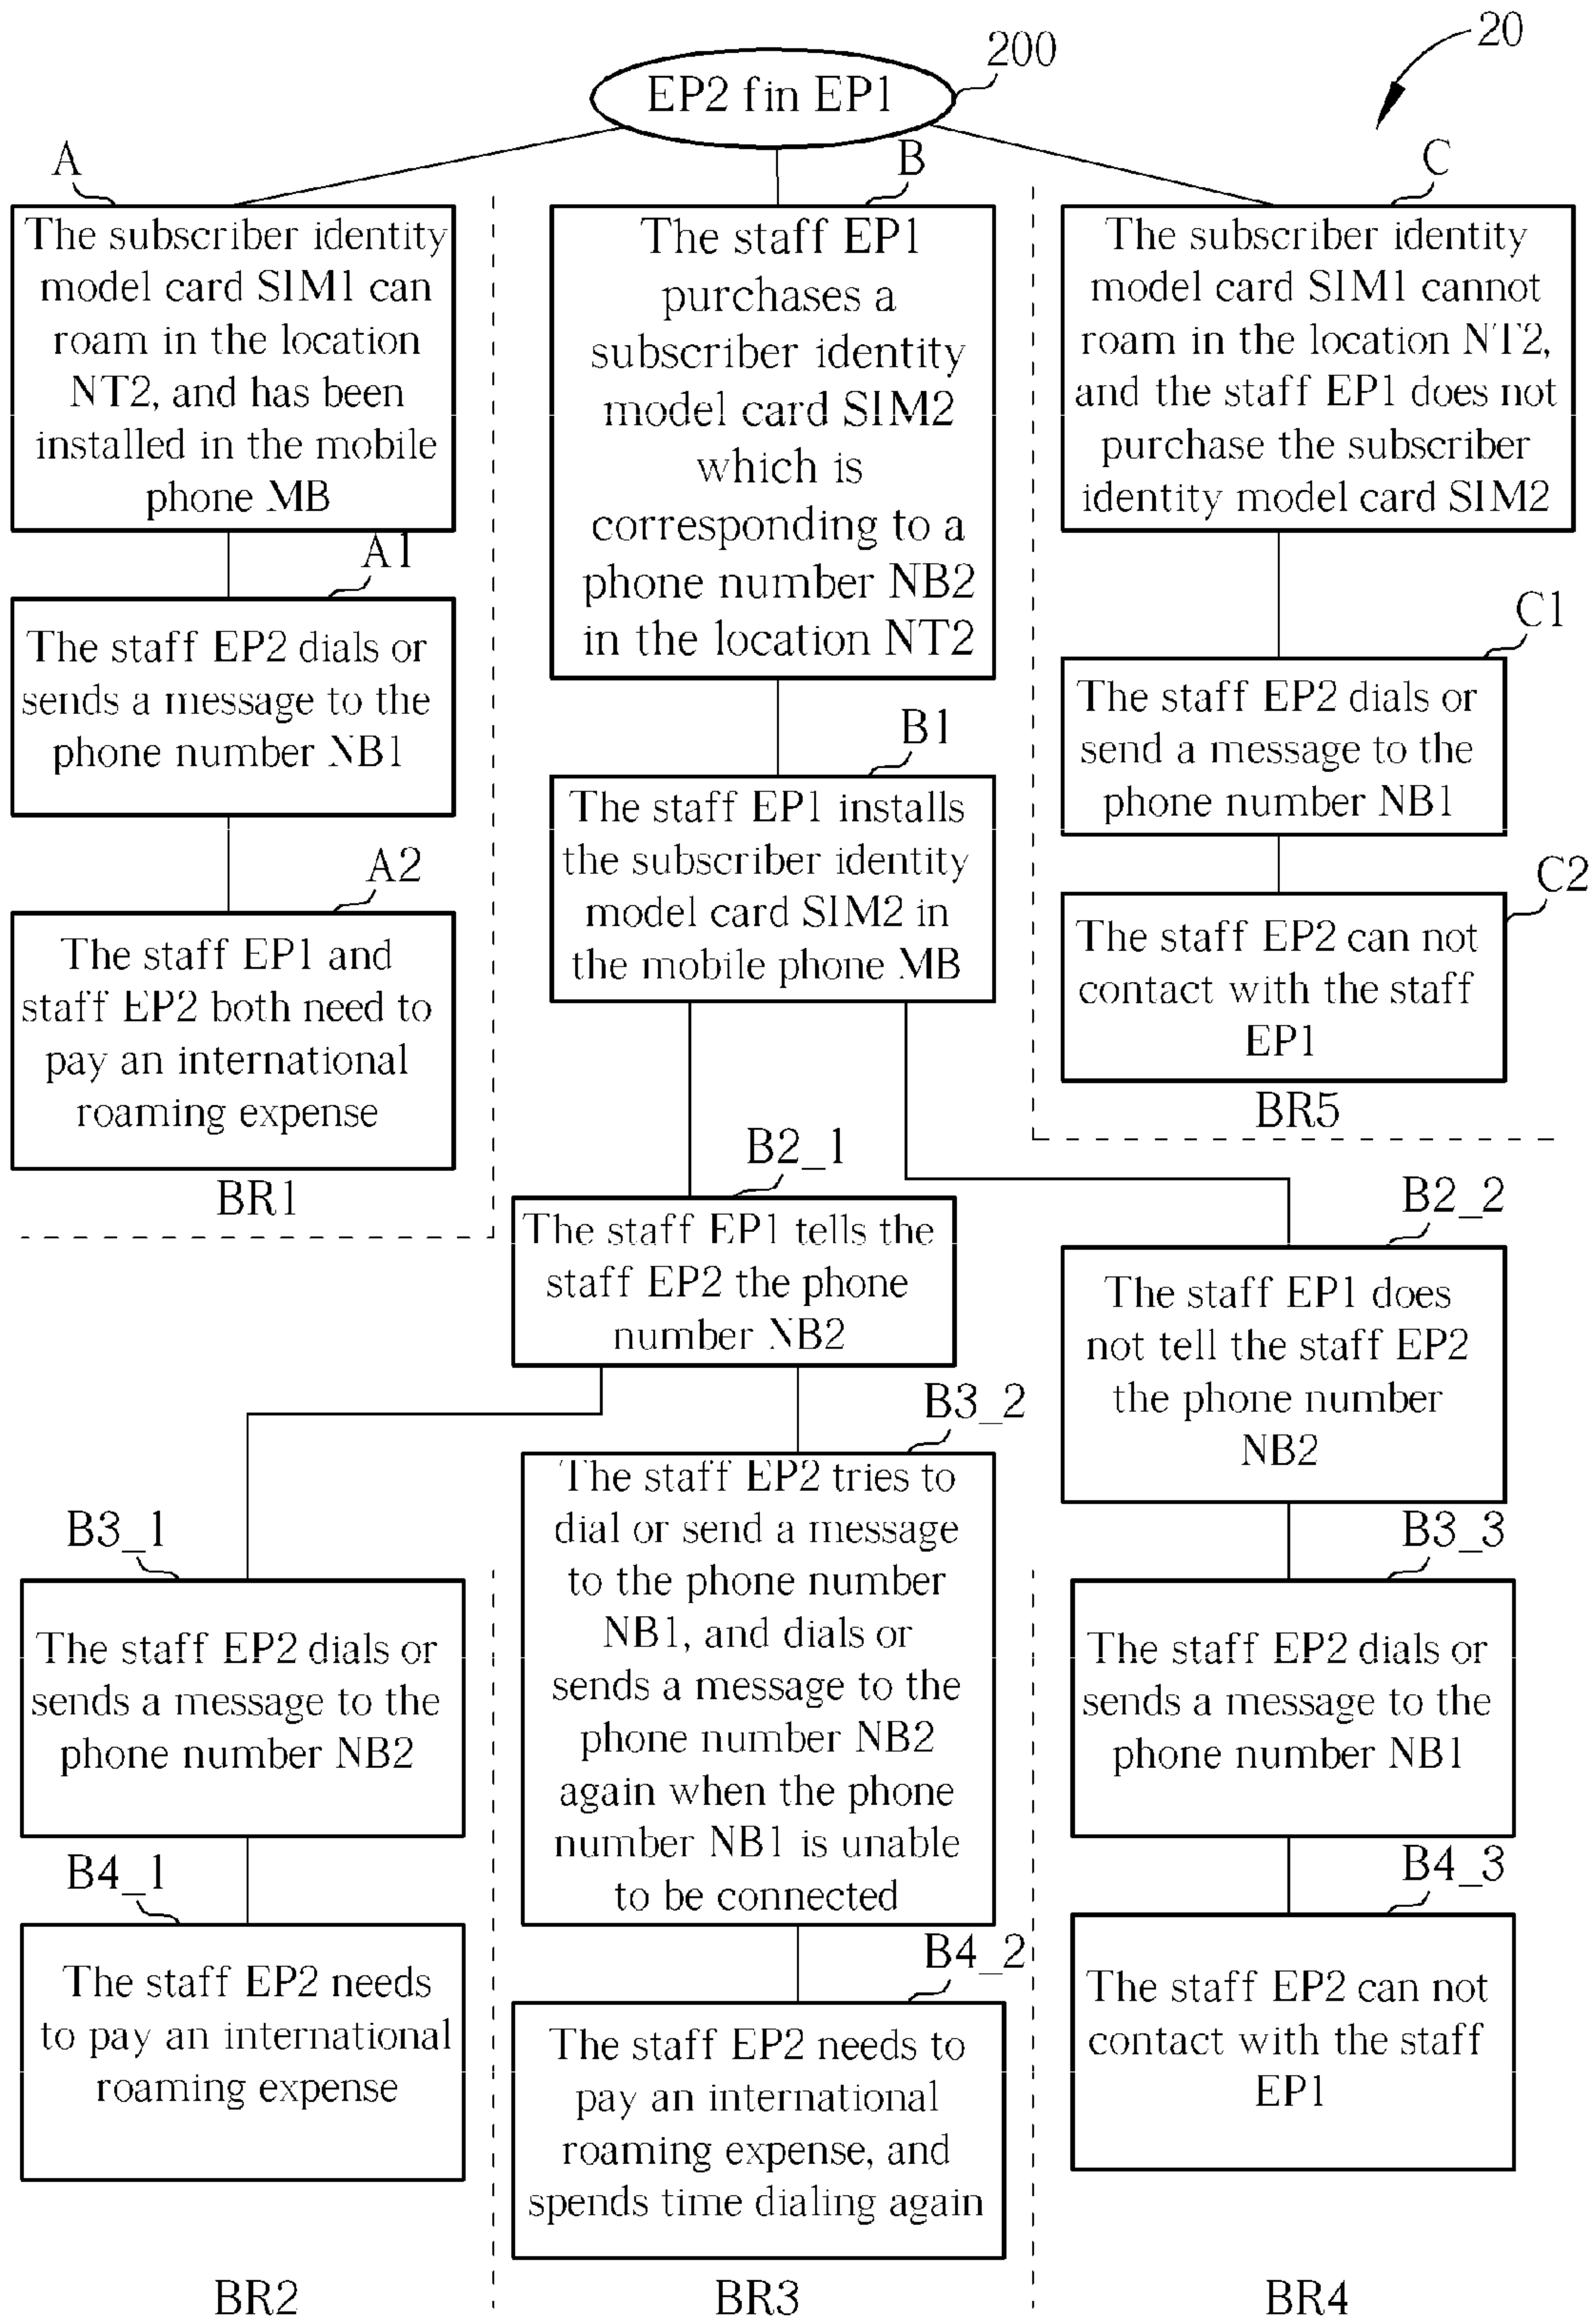 20
200
EP2 fin EP1
A
The subscriber identity
model card SIM1 can
roam in the location
NT2, and has been
installed in the mobile
phone MB
A1
The staff EP2 dials or
sends a message to the
phone number NB1
A2
The staff EP1 and
staff EP2 both need to
pay an international
roaming expense
BR1
B
The staff EP1
purchases a
subscriber identity
model card SIM2
which is
corresponding to a
phone number NB2
in the location NT2
B1
The staff EP1 installs
the subscriber identity
model card SIM2 in
the mobile phone MB
C
The subscriber identity
model card SIM1 cannot
roam in the location NT2,
and the staff EP1 does not
purchase the subscriber
identity model card SIM2
C1
The staff EP2 dials or
send a message to the
phone number NB1
C2
The staff EP2 can not
contact with the staff
EP1
BR5
B2_1
The staff EP1 tells the
staff EP2 the phone
number NB2
B2_2
The staff EP1 does
not tell the staff EP2
the phone number
NB2
B3_1
The staff EP2 dials or
sends a message to the
phone number NB2
B4_1
The staff EP2 needs
to pay an international
roaming expense
BR2
B3_2
The staff EP2 tries to
dial or send a message
to the phone number
NB1, and dials or
sends a message to the
phone number NB2
again when the phone
number NB1 is unable
to be connected
B4_2
The staff EP2 needs to
pay an international
roaming expense, and
spends time dialing again
BR3
B3_3
The staff EP2 dials or
sends a message to the
phone number NB1
B4_3
The staff EP2 can not
contact with the staff
EP1
BR4